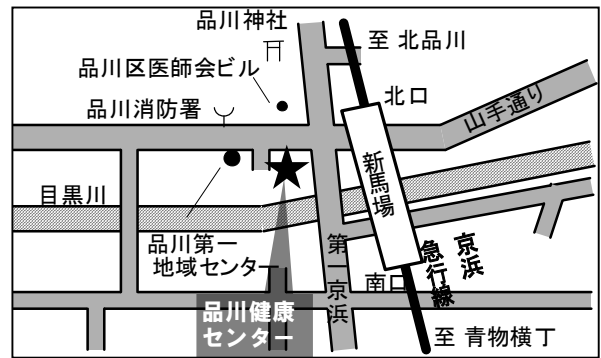 品川神社
至 北品川
品川区医師会ビル
北口
品川消防署
山手通り
新馬場
目黒川
品川第一
地域センター
第一京浜
京浜
急行線
南口
品川健康
センター
至 青物横丁